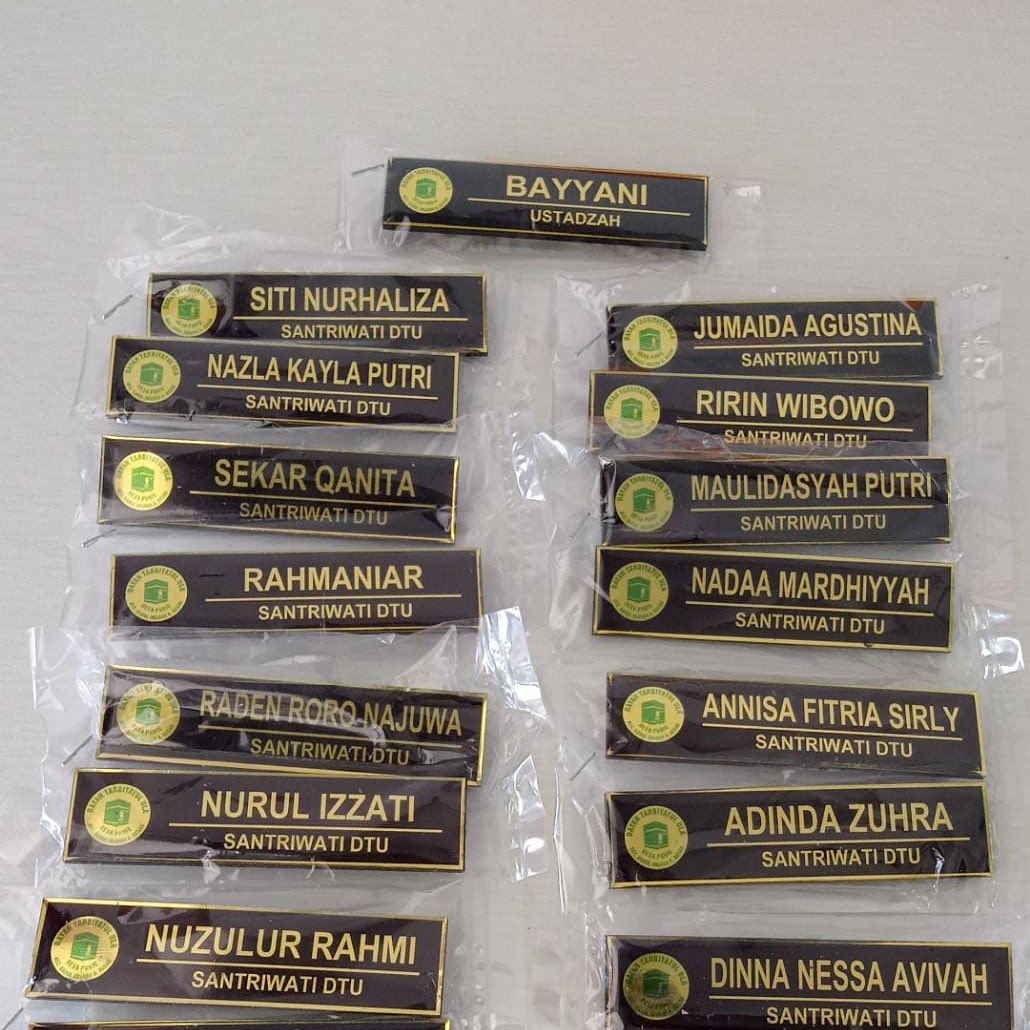 BAYYANI
USTADZAH
SITI NURHALIZA
SANTRIWATI DTU
NAZLA KAYLA PUTRI
SANTRIWATI DTU
SEKAR QANITA
SANTRIWATI DTU
RAHMANIAR
SANTRIWATI DTU
RADEN RORO NAJUWA
SANTRIWATI DTU
NURUL IZZATI
SANTRIWATI DTU
NUZULUR RAHMI
SANTRIWATI DTU
JUMAIDA AGUSTINA
SANTRIWATI DTU
RIRIN WIBOWO
SANTRIWATI DTU
MAULIDASYAH PUTRI
SANTRIWATI DTU
NADAA MARDHIYYAH
SANTRIWATI DTU
ANNISA FITRIA SIRLY
SANTRIWATI DTU
ADINDA ZUHRA
SANTRIWATI DTU
DINNA NESSA AVIVAH
SANTRIWATI DTU